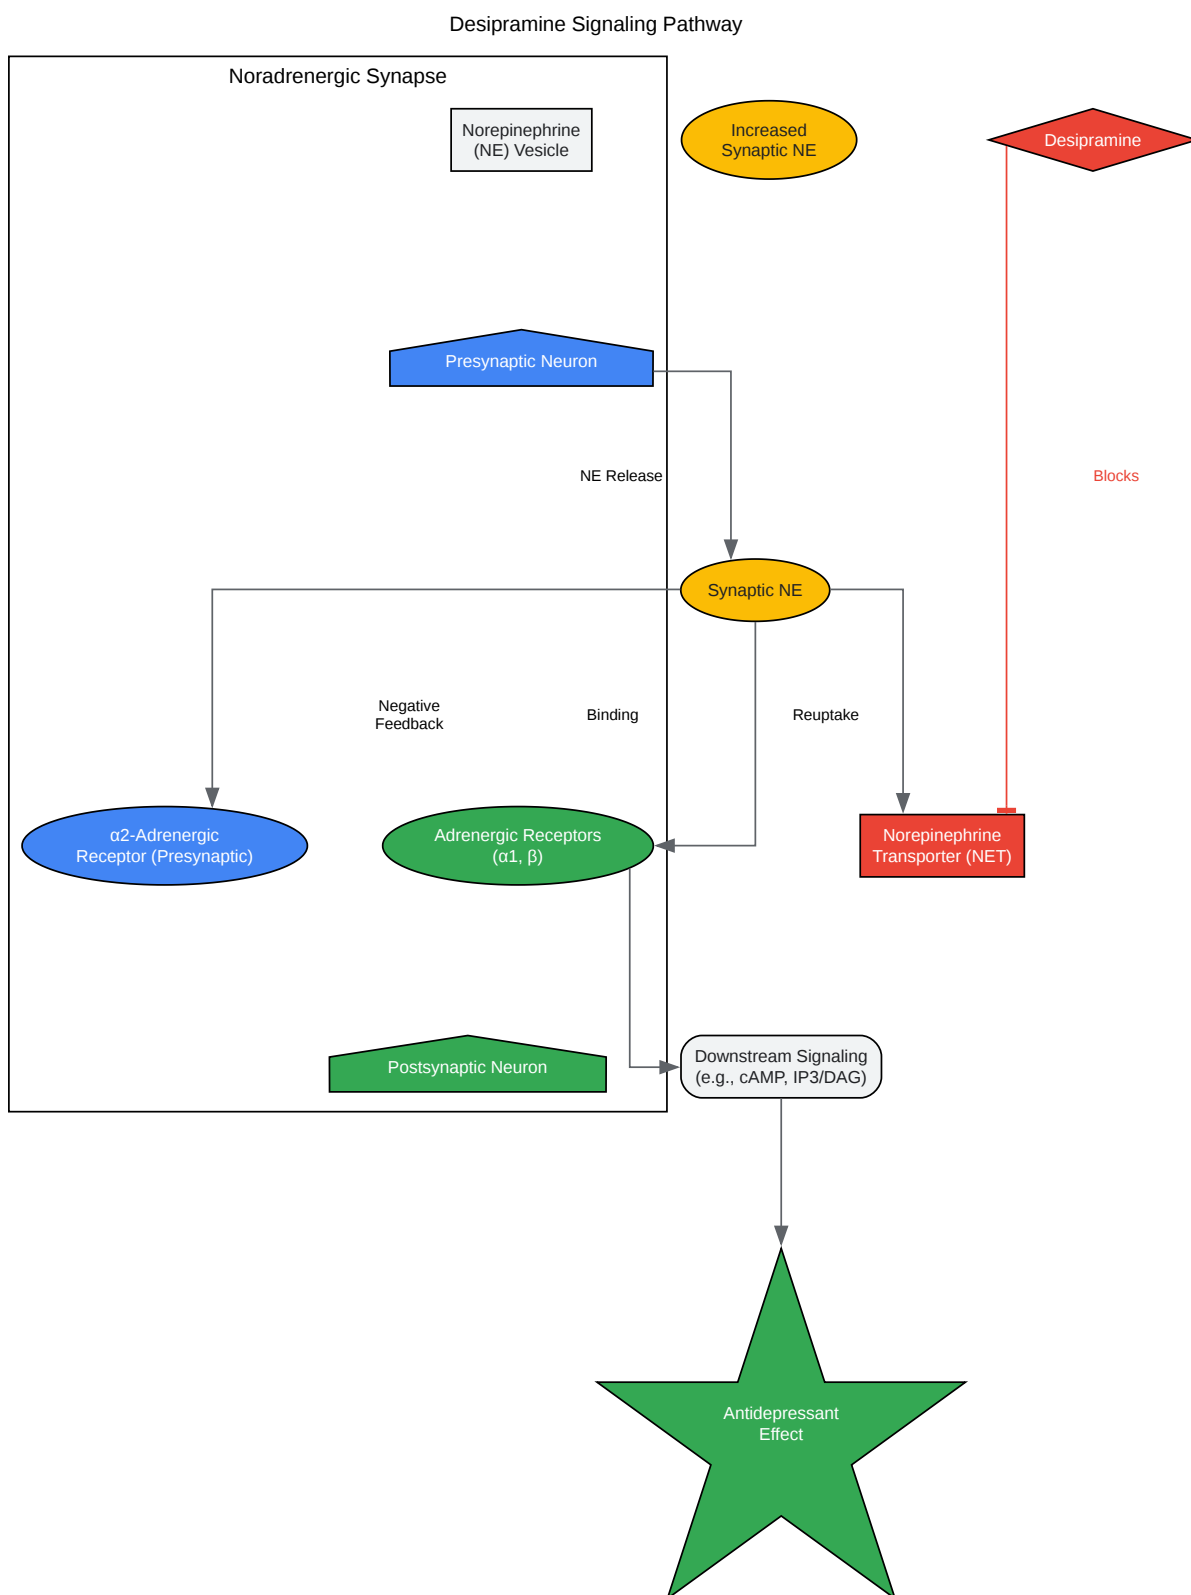 Desipramine Signaling Pathway
Noradrenergic Synapse
Norepinephrine
(NE) Vesicle
Increased
Synaptic NE
Desipramine
Presynaptic Neuron
NE Release
Blocks
Synaptic NE
Negative
Feedback
Binding
Reuptake
α2-Adrenergic
Receptor (Presynaptic)
Adrenergic Receptors
(α1, β)
Norepinephrine
Transporter (NET)
Postsynaptic Neuron
Downstream Signaling
(e.g., cAMP, IP3/DAG)
Antidepressant
Effect